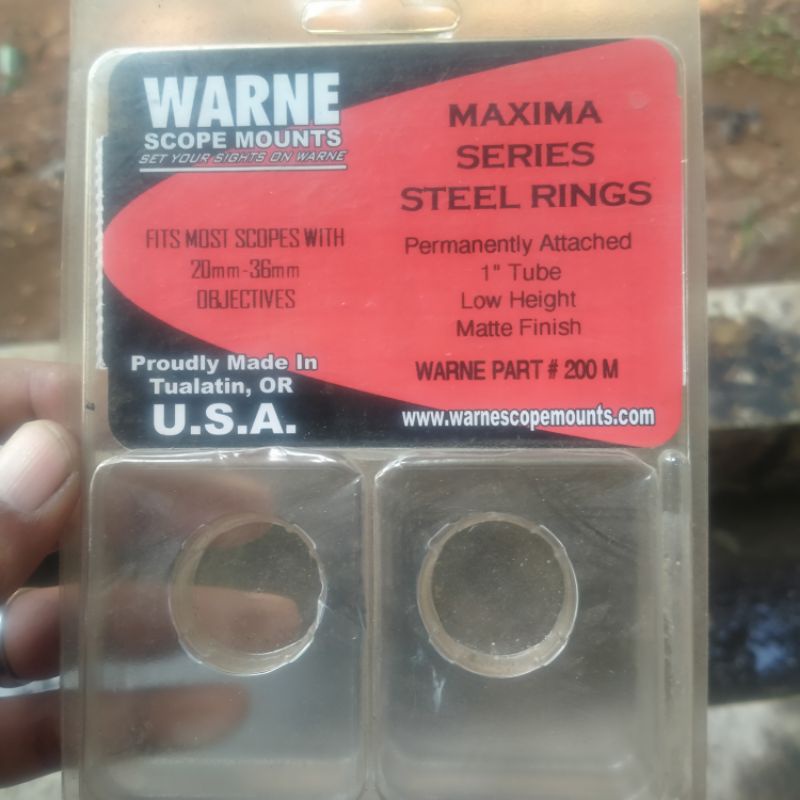 WARNE
SCOPE MOUNTS
SET YOUR SIGHTS ON WARNE
MAXIMA
SERIES
STEEL RINGS
FITS MOST SCOPES WITH
20mm-36mm
OBJECTIVES
Permanently Attached
1" Tube
Low Height
Matte Finish
WARNE PART # 200 M
Proudly Made In
Tualatin, OR
U.S.A.
www.warnescopemounts.com